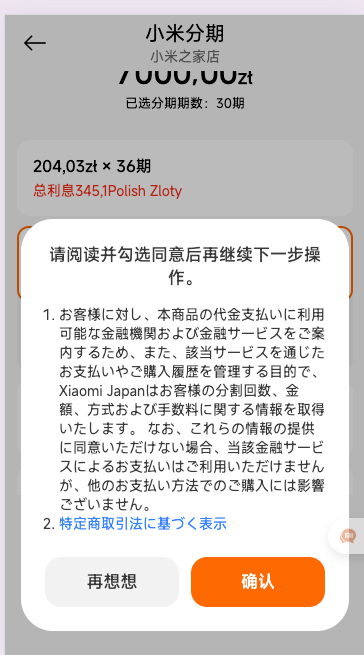 小米分期
小米之家店
7000,00zł
已选分期期数：30期
204,03zł × 36期
总利息345,1Polish Zloty
请阅读并勾选同意后再继续下一步操
作。
1. お客様に対し、本商品の代金支払いに利用
可能な金融機関および金融サービスをご案
内するため、また、該当サービスを通じた
お支払いやご購入履歴を管理する目的で、
Xiaomi Japanはお客様の分割回数、金
額、方式および手数料に関する情報を取得
いたします。 なお、これらの情報の提供
に同意いただけない場合、当該金融サービ
スによるお支払いはご利用いただけません
が、他のお支払い方法でのご購入には影響
ございません。
2. 特定商取引法に基づく表示
再想想
确认